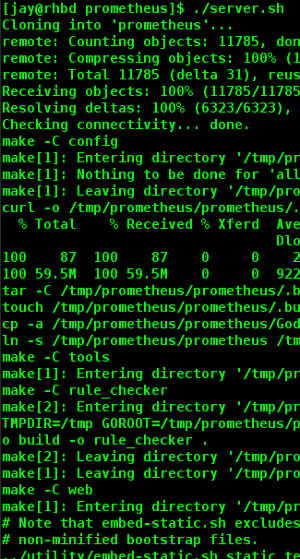 [jay@rhbd prometheus]$ ./server.sh
Cloning into 'prometheus'...
remote: Counting objects: 11785, don
remote: Compressing objects: 100% (1
remote: Total 11785 (delta 31), reus
Receiving objects: 100% (11785/11785
Resolving deltas: 100% (6323/6323),
Checking connectivity... done.
make -C config
make[1]: Entering directory '/tmp/pr
make[1]: Nothing to be done for 'all
make[1]: Leaving directory '/tmp/pro
curl -o /tmp/prometheus/prometheus/.
% Total % Received % Xferd Ave
Dlo
100 87 100 87 0 0 2
100 59.5M 100 59.5M 0 0 922
tar -C /tmp/prometheus/prometheus/.b
touch /tmp/prometheus/prometheus/.bu
cp -a /tmp/prometheus/prometheus/God
ln -s /tmp/prometheus/prometheus /tm
make -C tools
make[1]: Entering directory '/tmp/pr
make -C rule_checker
make[2]: Entering directory '/tmp/pr
TMPDIR=/tmp GOROOT=/tmp/prometheus/p
o build -o rule_checker .
make[2]: Leaving directory '/tmp/pro
make[1]: Leaving directory '/tmp/pro
make -C web
make[1]: Entering directory '/tmp/pr
# Note that embed-static.sh excludes
# non-minified bootstrap files.
../utility/embed-static.sh static te